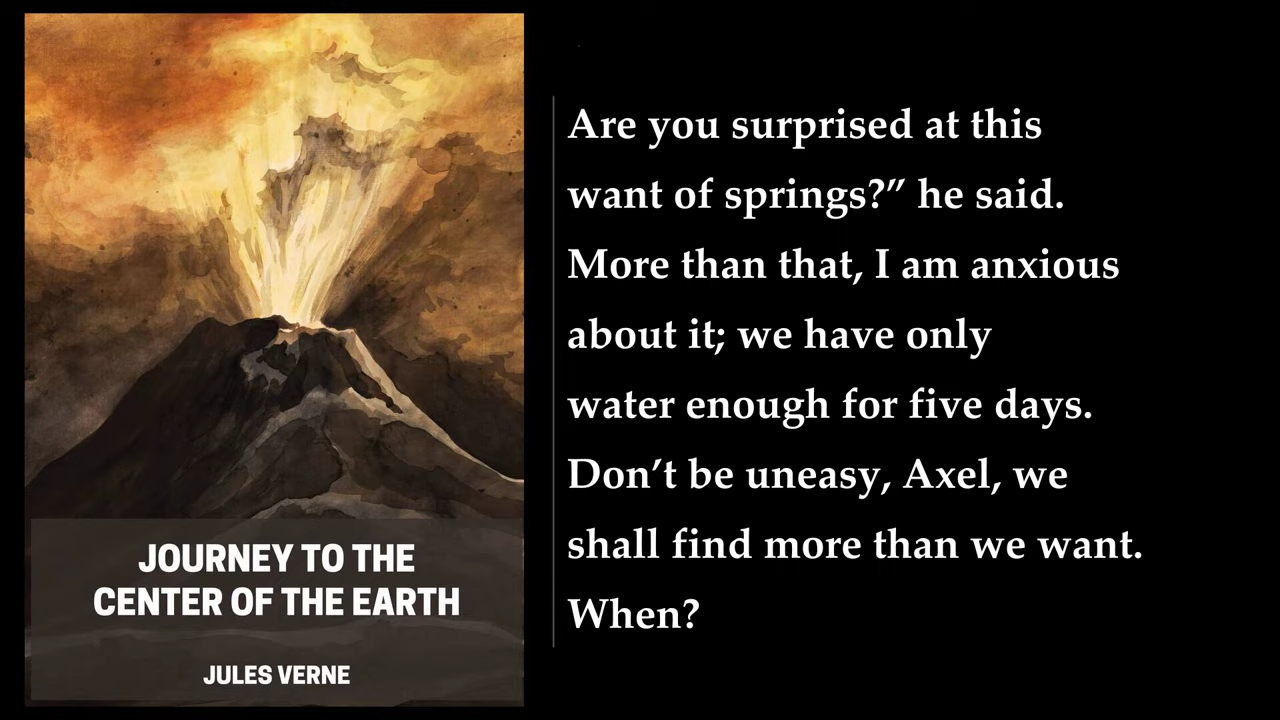 JOURNEY TO THE
CENTER OF THE EARTH
JULES VERNE
Are you surprised at this
want of springs?” he said.
More than that, I am anxious
about it; we have only
water enough for five days.
Don’t be uneasy, Axel, we
shall find more than we want.
When?